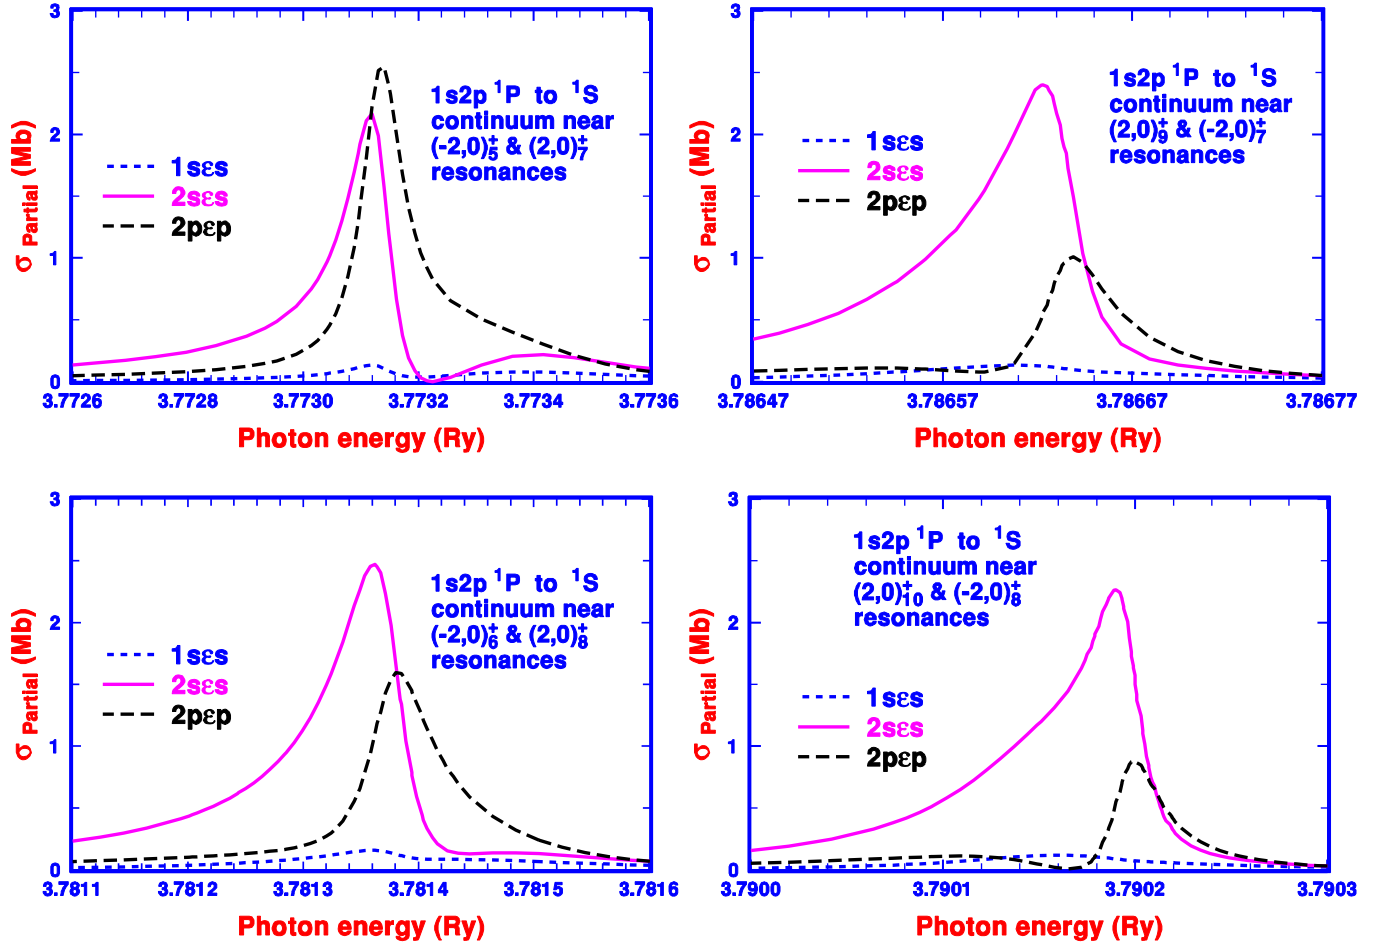 3
2
1
0
σ Partial (Mb)
1sεs
2sεs
2pεp
1s2p ¹P to ¹S
continuum near
(-2,0)₅⁺ & (2,0)₇⁺
resonances
3.7726 3.7728 3.7730 3.7732 3.7734 3.7736
Photon energy (Ry)
3
2
1
0
σ Partial (Mb)
1sεs
2sεs
2pεp
1s2p ¹P to ¹S
continuum near
(2,0)₉⁺ & (-2,0)₇⁺
resonances
3.78647 3.78657 3.78667 3.78677
Photon energy (Ry)
3
2
1
0
σ Partial (Mb)
1sεs
2sεs
2pεp
1s2p ¹P to ¹S
continuum near
(-2,0)₆⁺ & (2,0)₈⁺
resonances
3.7811 3.7812 3.7813 3.7814 3.7815 3.7816
Photon energy (Ry)
3
2
1
0
σ Partial (Mb)
1s2p ¹P to ¹S
continuum near
(2,0)₁₀⁺ & (-2,0)₈⁺
resonances
1sεs
2sεs
2pεp
3.7900 3.7901 3.7902 3.7903
Photon energy (Ry)